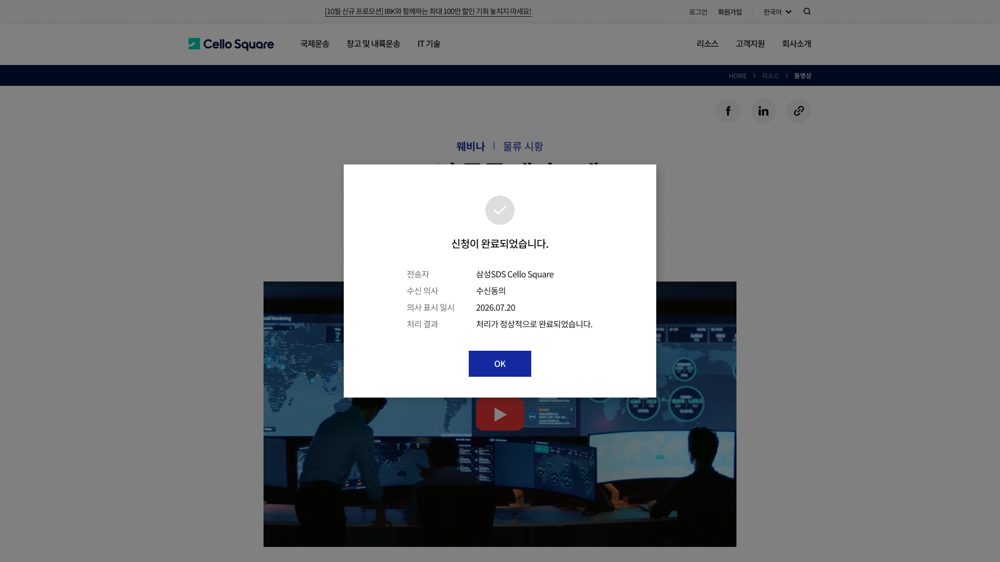 [10월 신규 프로모션] IBK와 함께하는 최대 100만 할인 기회 놓치지 마세요!
로그인 회원가입 한국어
Cello Square 국제운송 창고 및 내륙운송 IT 기술 리소스 고객지원 회사소개
HOME 리소스 동영상
웨비나 물류 시황
신청이 완료되었습니다.
전송자 삼성SDS Cello Square
수신 의사 수신동의
의사 표시 일시 2026.07.20
처리 결과 처리가 정상적으로 완료되었습니다.
OK